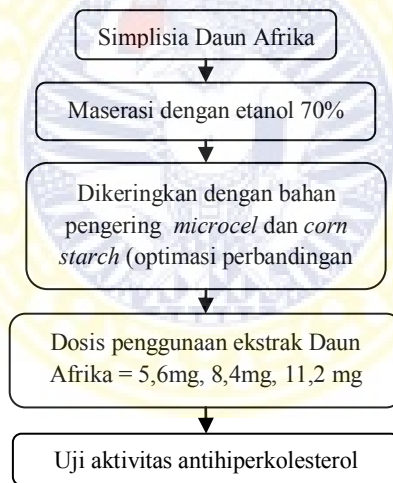 Simplisia Daun Afrika
Maserasi dengan etanol 70%
Dikeringkan dengan bahan
pengering microcel dan corn
starch (optimasi perbandingan
Dosis penggunaan ekstrak Daun
Afrika = 5,6mg, 8,4mg, 11,2 mg
Uji aktivitas antihiperkolesterol